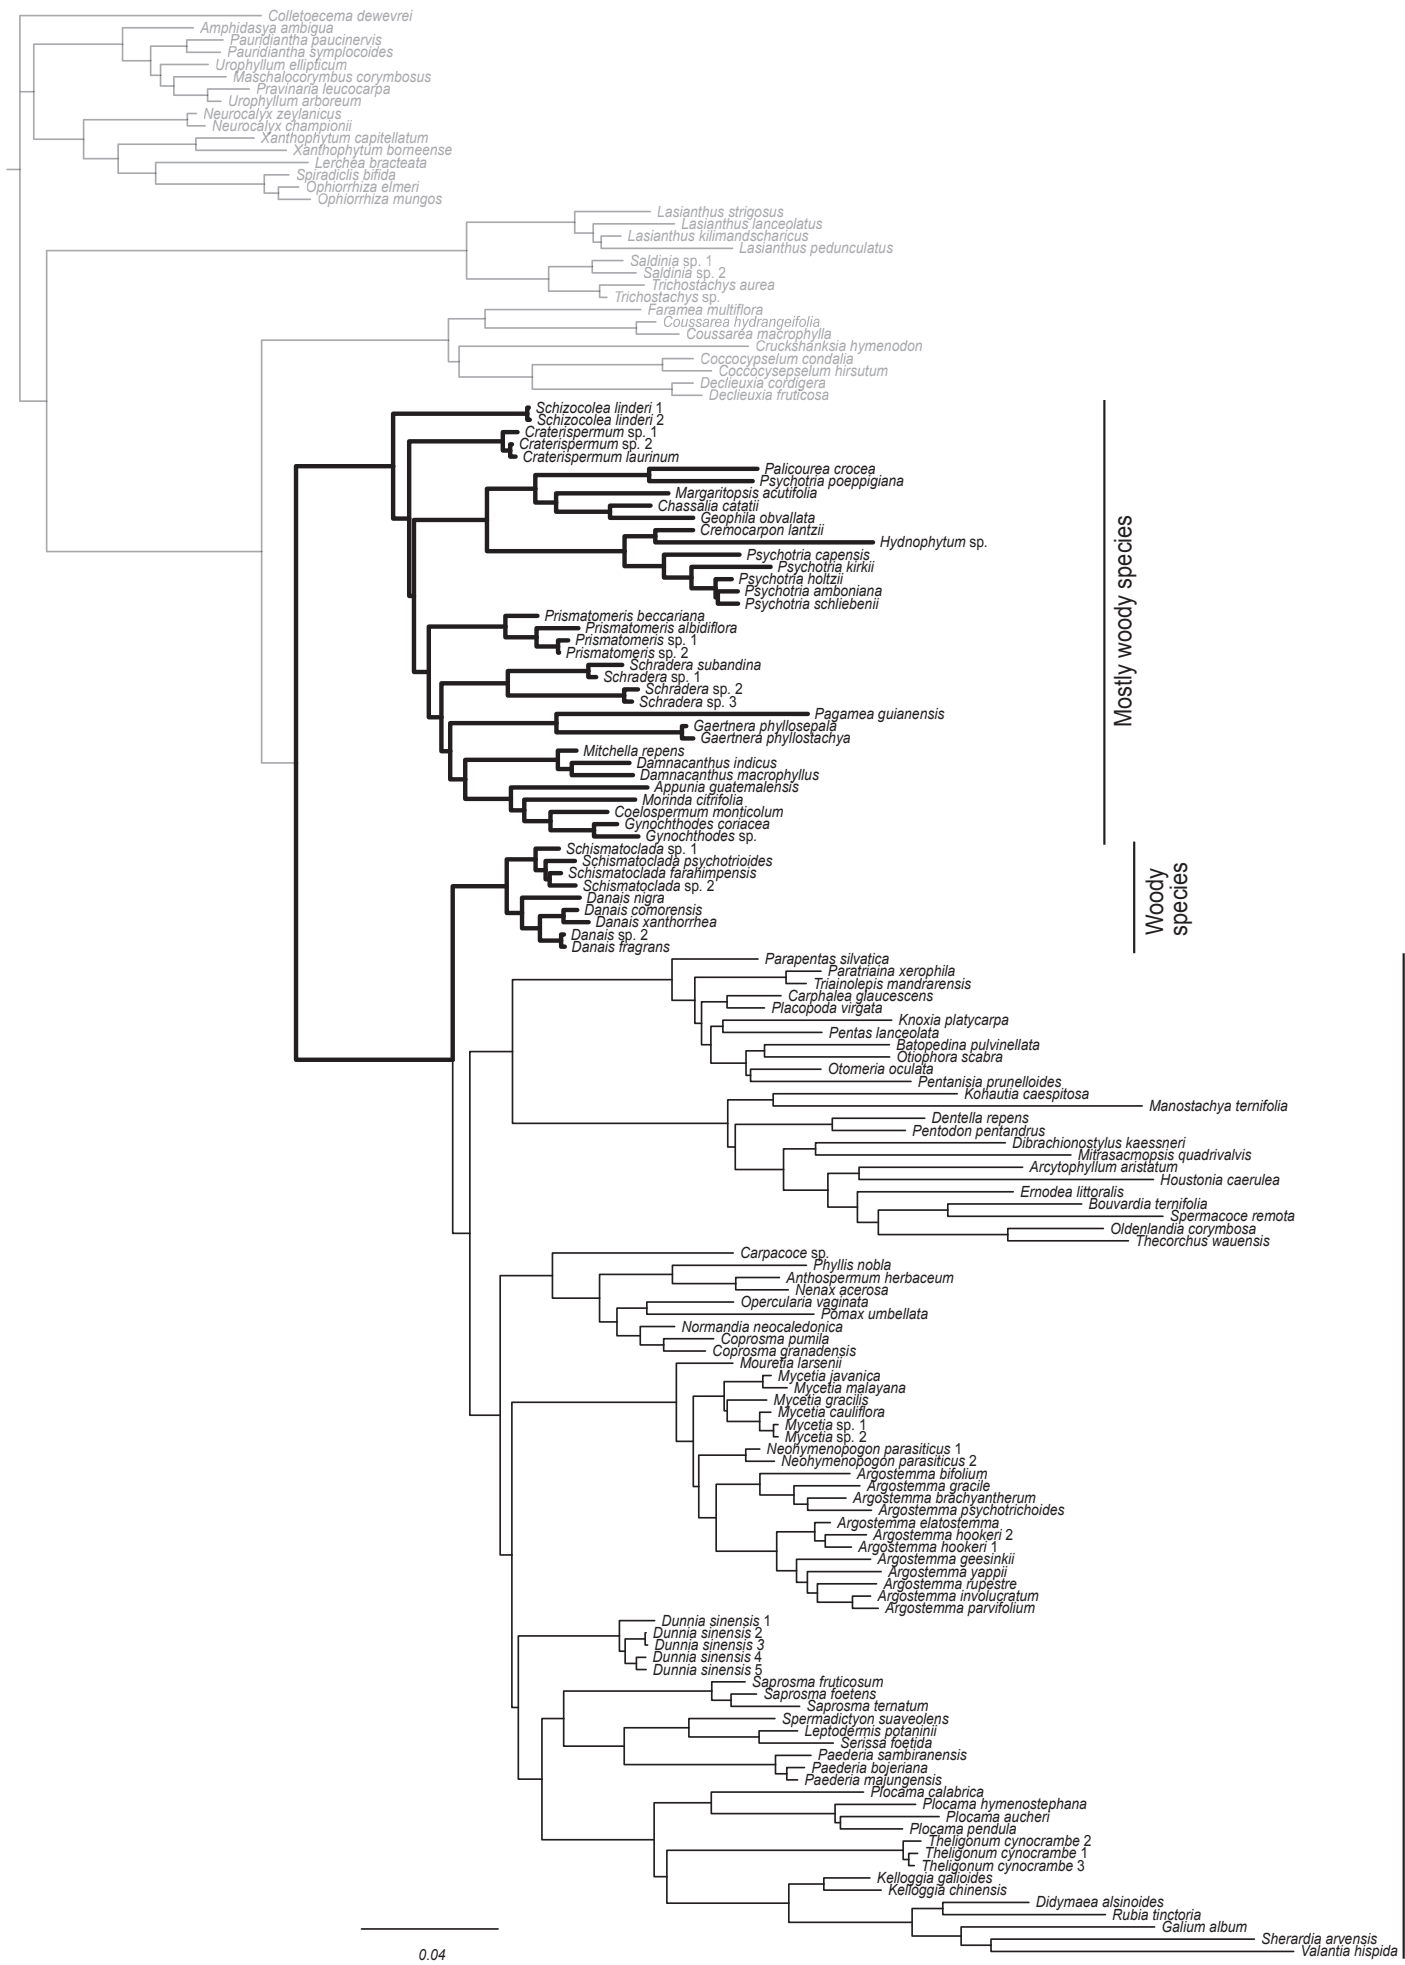 Colletoecema dewevrei
Amphidasya ambigua
Pauridiantha paucinervis
Pauridiantha symplocoides
Urophyllum ellipticum
Maschalocorymbus corymbosus
Pravinaria leucocarpa
Urophyllum arboreum
Neurocalyx zeylanicus
Neurocalyx championii
Xanthophytum capitellatum
Xanthophytum borneense
Lerchea bracteata
Spiradiclis bifida
Ophiorrhiza elmeri
Ophiorrhiza mungos
Lasianthus strigosus
Lasianthus lanceolatus
Lasianthus kilimandscharicus
Lasianthus pedunculatus
Saldinia sp. 1
Saldinia sp. 2
Trichostachys aurea
Trichostachys sp.
Faramea multiflora
Coussarea hydrangeifolia
Coussarea macrophylla
Cruckshanksia hymenodon
Coccocypselum condalia
Coccocysepselum hirsutum
Declieuxia cordigera
Declieuxia fruticosa
Schizocolea linderi 1
Schizocolea linderi 2
Craterispermum sp. 1
Craterispermum sp. 2
Craterispermum laurinum
Palicourea crocea
Psychotria poeppigiana
Margaritopsis acutifolia
Chassalia catatii
Geophila obvallata
Cremocarpon lantzii
Hydnophytum sp.
Psychotria capensis
Psychotria kirkii
Psychotria holtzii
Psychotria amboniana
Psychotria schliebenii
Prismatomeris beccariana
Prismatomeris albidiflora
Prismatomeris sp. 1
Prismatomeris sp. 2
Schradera subandina
Schradera sp. 1
Schradera sp. 2
Schradera sp. 3
Pagamea guianensis
Gaertnera phyllosepala
Gaertnera phyllostachya
Mitchella repens
Damnacanthus indicus
Damnacanthus macrophyllus
Appunia guatemalensis
Morinda citrifolia
Coelospermum monticolum
Gynochthodes coriacea
Gynochthodes sp.
Mostly woody species
Schismatoclada sp. 1
Schismatoclada psychotrioides
Schismatoclada farahimpensis
Schismatoclada sp. 2
Danais nigra
Danais comorensis
Danais xanthorrhea
Danais sp. 2
Danais fragrans
Woody
species
Parapentas silvatica
Paratriaina xerophila
Triainolepis mandrarensis
Carphalea glaucescens
Placopoda virgata
Knoxia platycarpa
Pentas lanceolata
Batopedina pulvinellata
Otiophora scabra
Otomeria oculata
Pentanisia prunelloides
Kohautia caespitosa
Manostachya ternifolia
Dentella repens
Pentodon pentandrus
Dibrachionostylus kaessneri
Mitrasacmopsis quadrivalvis
Arcytophyllum aristatum
Houstonia caerulea
Ernodea littoralis
Bouvardia ternifolia
Spermacoce remota
Oldenlandia corymbosa
Thecorchus wauensis
Carpacoce sp.
Phyllis nobla
Anthospermum herbaceum
Nenax acerosa
Opercularia vaginata
Pomax umbellata
Normandia neocaledonica
Coprosma pumila
Coprosma granadensis
Mouretia larsenii
Mycetia javanica
Mycetia malayana
Mycetia gracilis
Mycetia cauliflora
Mycetia sp. 1
Mycetia sp. 2
Neohymenopogon parasiticus 1
Neohymenopogon parasiticus 2
Argostemma bifolium
Argostemma gracile
Argostemma brachyantherum
Argostemma psychotrichoides
Argostemma elatostemma
Argostemma hookeri 2
Argostemma hookeri 1
Argostemma geesinkii
Argostemma yappii
Argostemma rupestre
Argostemma involucratum
Argostemma parvifolium
Dunnia sinensis 1
Dunnia sinensis 2
Dunnia sinensis 3
Dunnia sinensis 4
Dunnia sinensis 5
Saprosma fruticosum
Saprosma foetens
Saprosma ternatum
Spermadictyon suaveolens
Leptodermis potaninii
Serissa foetida
Paederia sambiranensis
Paederia bojeriana
Paederia majungensis
Plocama calabrica
Plocama hymenostephana
Plocama aucheri
Plocama pendula
Theligonum cynocrambe 2
Theligonum cynocrambe 1
Theligonum cynocrambe 3
Kelloggia galioides
Kelloggia chinensis
Didymaea alsinoides
Rubia tinctoria
Galium album
Sherardia arvensis
Valantia hispida
0.04